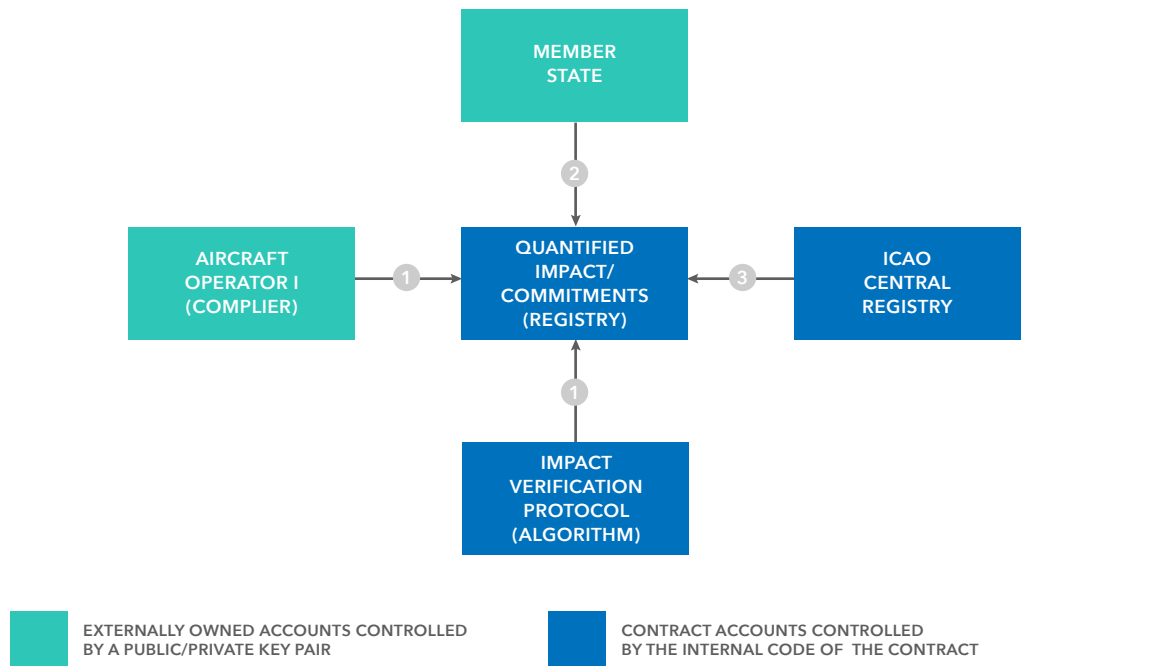 MEMBER
STATE
2
AIRCRAFT
OPERATOR I
(COMPLIER)
1
QUANTIFIED
IMPACT/
COMMITMENTS
(REGISTRY)
3
ICAO
CENTRAL
REGISTRY
1
IMPACT
VERIFICATION
PROTOCOL
(ALGORITHM)
EXTERNALLY OWNED ACCOUNTS CONTROLLED
BY A PUBLIC/PRIVATE KEY PAIR
CONTRACT ACCOUNTS CONTROLLED
BY THE INTERNAL CODE OF THE CONTRACT